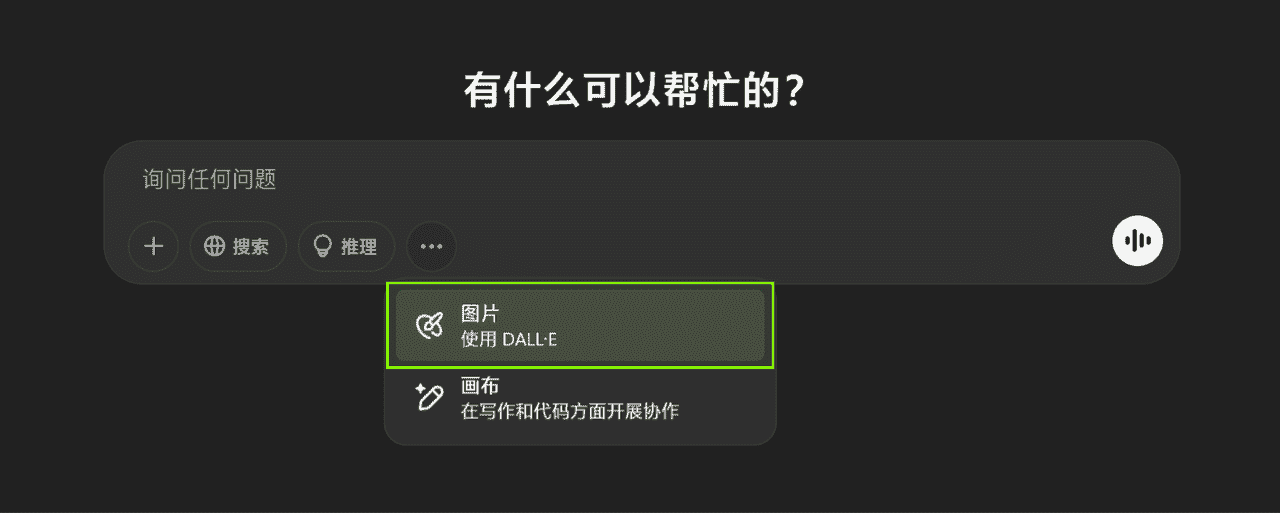 有什么可以帮忙的？
询问任何问题
搜索
推理
图片
使用 DALL·E
画布
在写作和代码方面开展协作